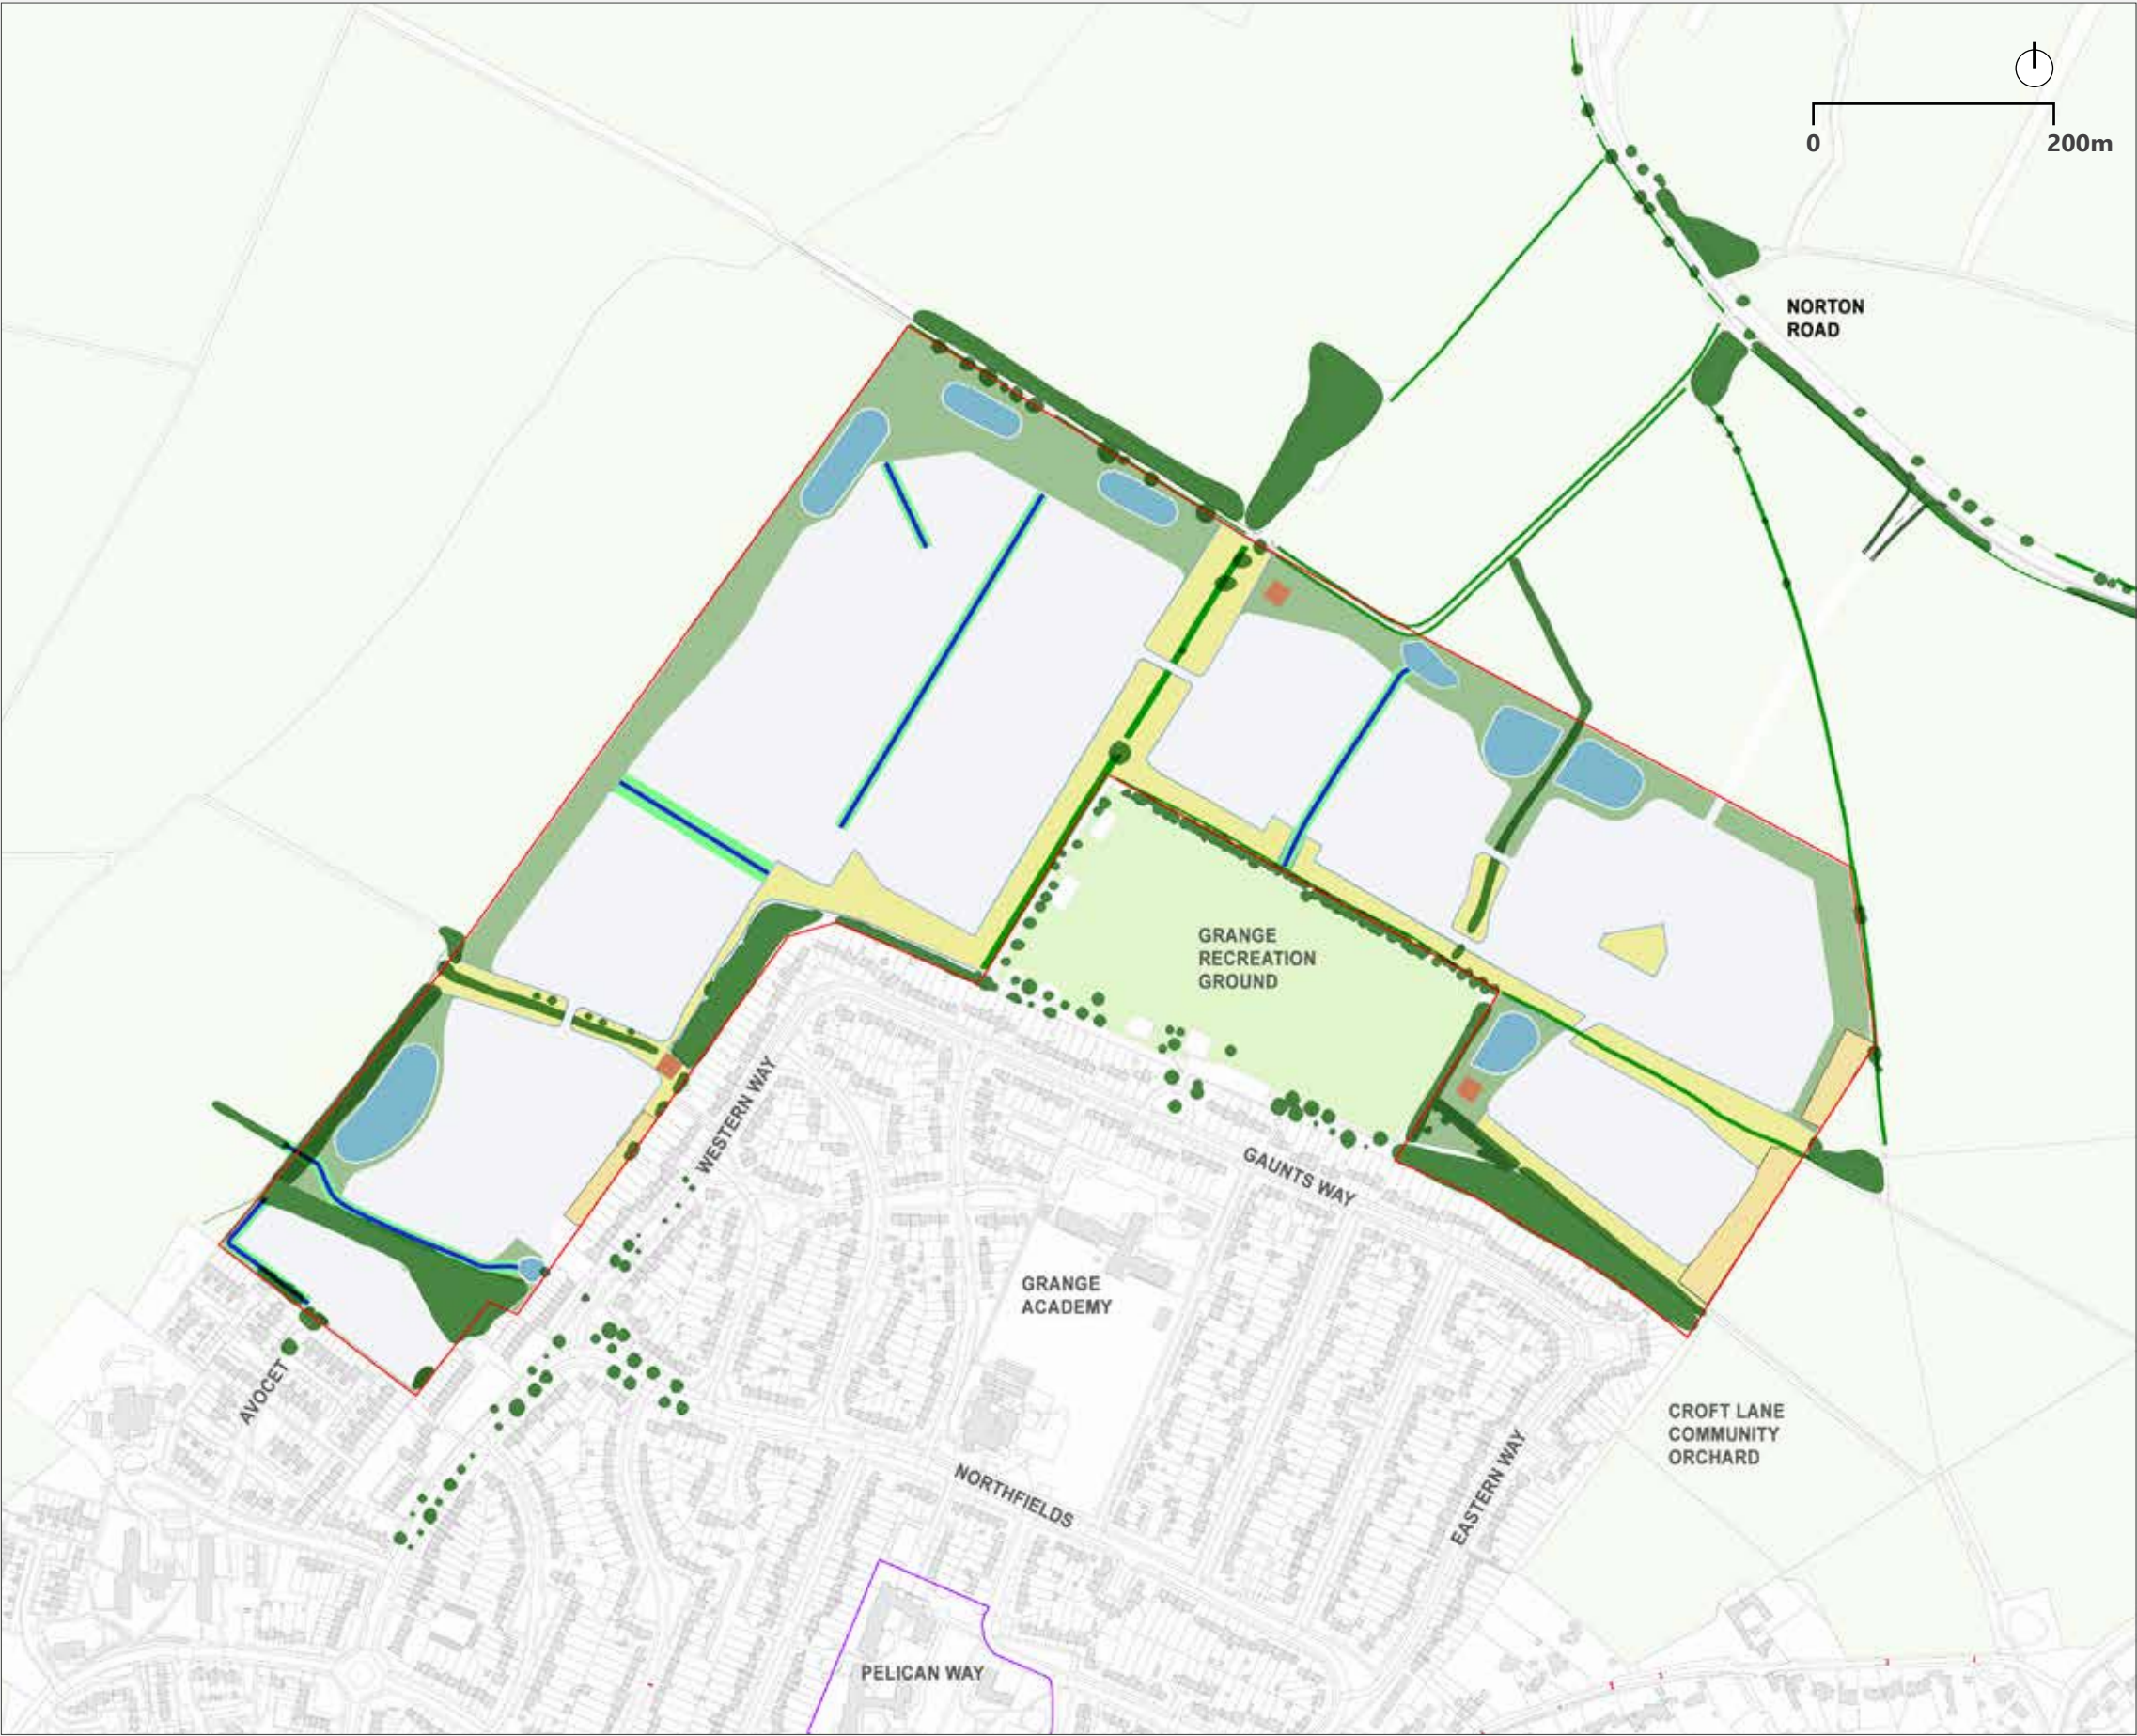 0
200m
NORTON
ROAD
GRANGE
RECREATION
GROUND
WESTERN WAY
GAUNTS WAY
GRANGE
ACADEMY
AVOCET
CROFT LANE
COMMUNITY
ORCHARD
EASTERN WAY
NORTHFIELDS
PELICAN WAY